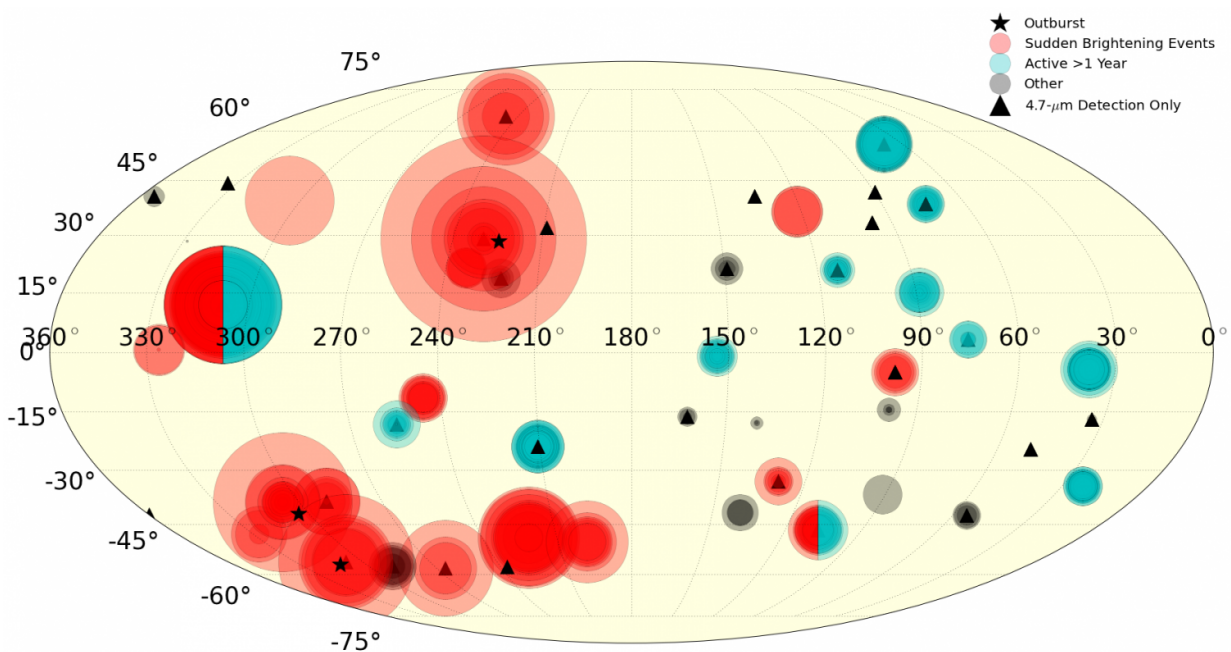 Outburst
Sudden Brightening Events
Active >1 Year
Other
4.7-μm Detection Only
75°
60°
45°
30°
15°
360° 330° 300° 270° 240° 210° 180° 150° 120° 90° 60° 30° 0°
0°
-15°
-30°
-45°
-60°
-75°